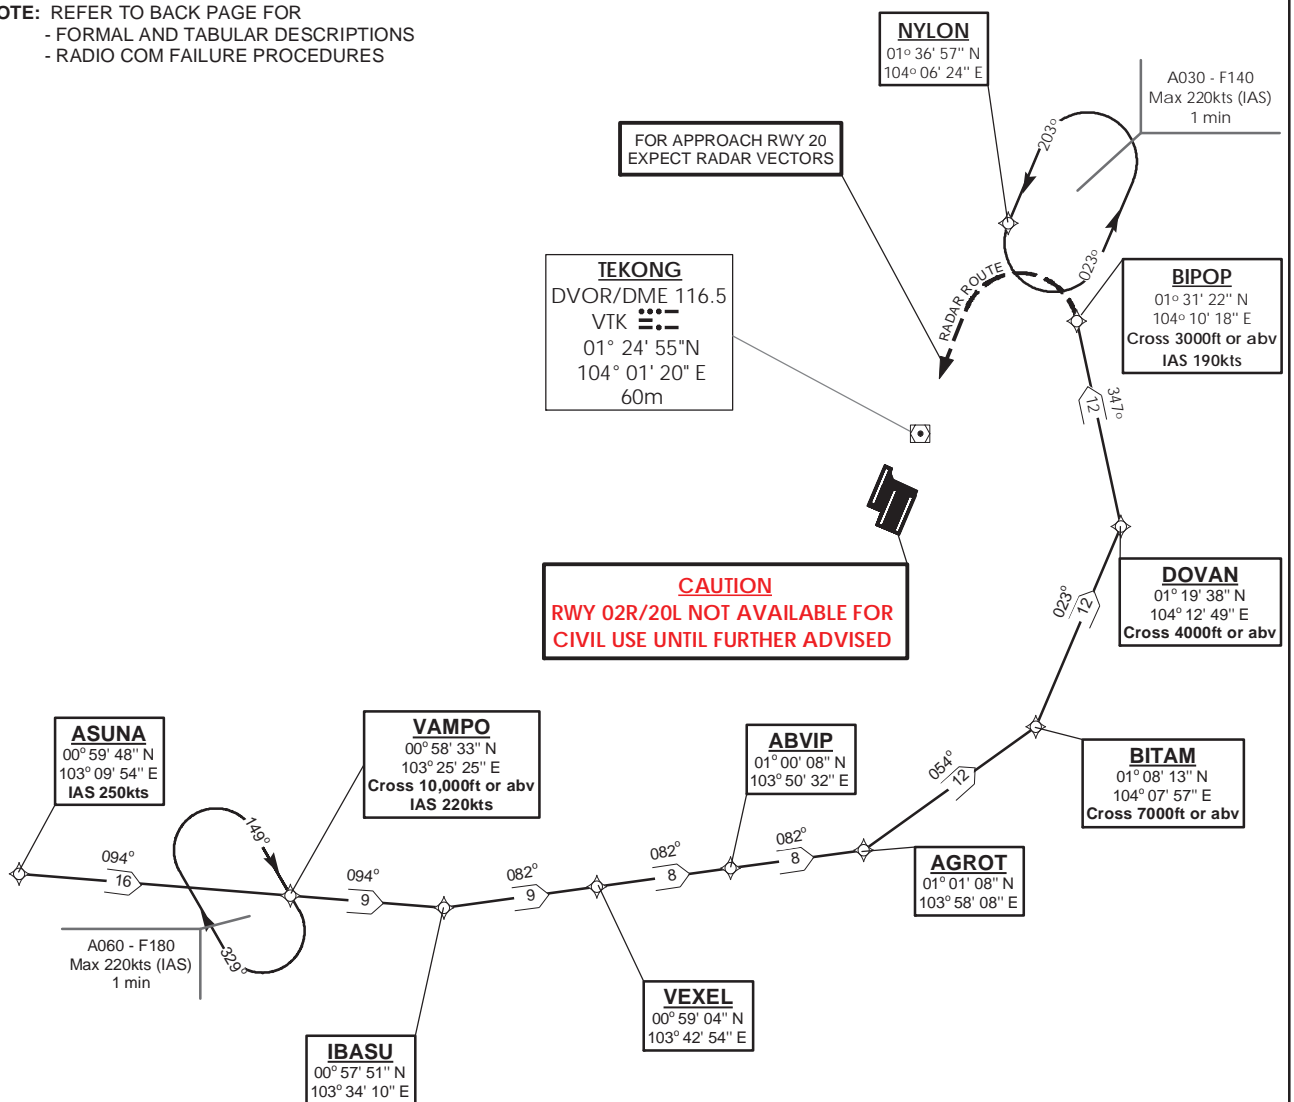 OTE: REFER TO BACK PAGE FOR
- FORMAL AND TABULAR DESCRIPTIONS
- RADIO COM FAILURE PROCEDURES
NYLON
01° 36' 57" N
104° 06' 24" E
A030 - F140
Max 220kts (IAS)
1 min
FOR APPROACH RWY 20
EXPECT RADAR VECTORS
203°
023°
RADAR ROUTE
TEKONG
DVOR/DME 116.5
VTK
01° 24' 55"N
104° 01' 20" E
60m
BIPOP
01° 31' 22" N
104° 10' 18" E
Cross 3000ft or abv
IAS 190kts
347°
12
CAUTION
RWY 02R/20L NOT AVAILABLE FOR
CIVIL USE UNTIL FURTHER ADVISED
DOVAN
01° 19' 38" N
104° 12' 49" E
Cross 4000ft or abv
023°
12
ASUNA
00° 59' 48" N
103° 09' 54" E
IAS 250kts
VAMPO
00° 58' 33" N
103° 25' 25" E
Cross 10,000ft or abv
IAS 220kts
ABVIP
01° 00' 08" N
103° 50' 32" E
BITAM
01° 08' 13" N
104° 07' 57" E
Cross 7000ft or abv
054°
12
149°
329°
094°
16
094°
9
082°
9
082°
8
082°
8
AGROT
01° 01' 08" N
103° 58' 08" E
A060 - F180
Max 220kts (IAS)
1 min
VEXEL
00° 59' 04" N
103° 42' 54" E
IBASU
00° 57' 51" N
103° 34' 10" E